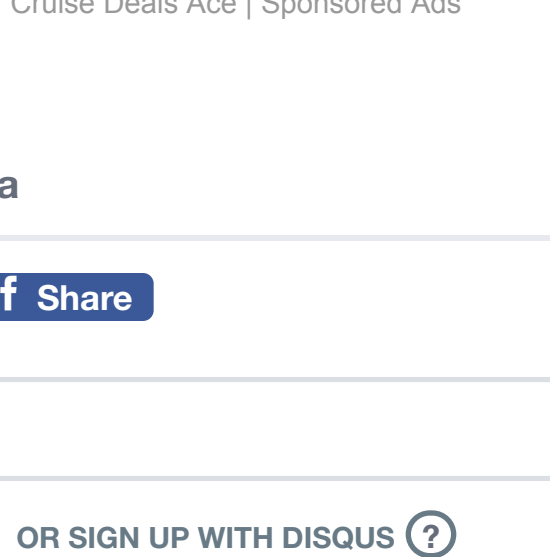 Cruise Deals Ace | Sponsored Ads
a
f Share
OR SIGN UP WITH DISQUS ?